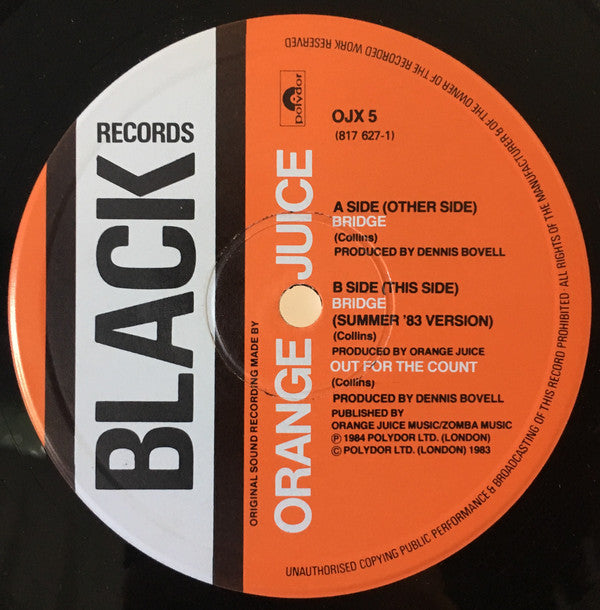 BLACK
RECORDS
ORIGINAL SOUND RECORDING MADE BY
ORANGE JUICE
polydor
OJX 5
(817 627-1)
A SIDE (OTHER SIDE)
BRIDGE
(Collins)
PRODUCED BY DENNIS BOVELL
B SIDE (THIS SIDE)
BRIDGE
(SUMMER '83 VERSION)
(Collins)
PRODUCED BY ORANGE JUICE
OUT FOR THE COUNT
(Collins)
PRODUCED BY DENNIS BOVELL
PUBLISHED BY
ORANGE JUICE MUSIC/ZOMBA MUSIC
Ⓟ 1984 POLYDOR LTD. (LONDON)
© POLYDOR LTD. (LONDON) 1983
UNAUTHORISED COPYING PUBLIC PERFORMANCE & BROADCASTING OF THIS RECORD PROHIBITED· ALL RIGHTS OF THE MANUFACTURER & OF THE OWNER OF THE RECORDED WORK RESERVED